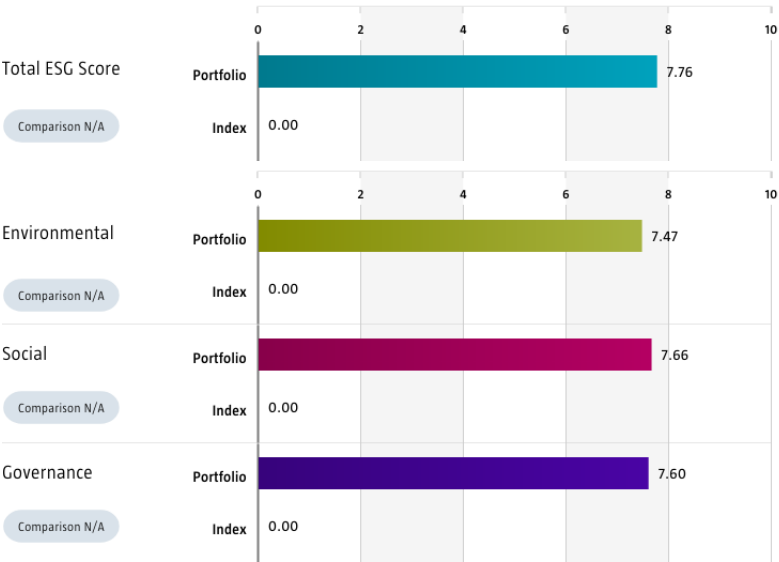 0 2 4 6 8 10
Total ESG Score
Portfolio 7.76
Comparison N/A
Index 0.00
0 2 4 6 8 10
Environmental
Portfolio 7.47
Comparison N/A
Index 0.00
Social
Portfolio 7.66
Comparison N/A
Index 0.00
Governance
Portfolio 7.60
Comparison N/A
Index 0.00